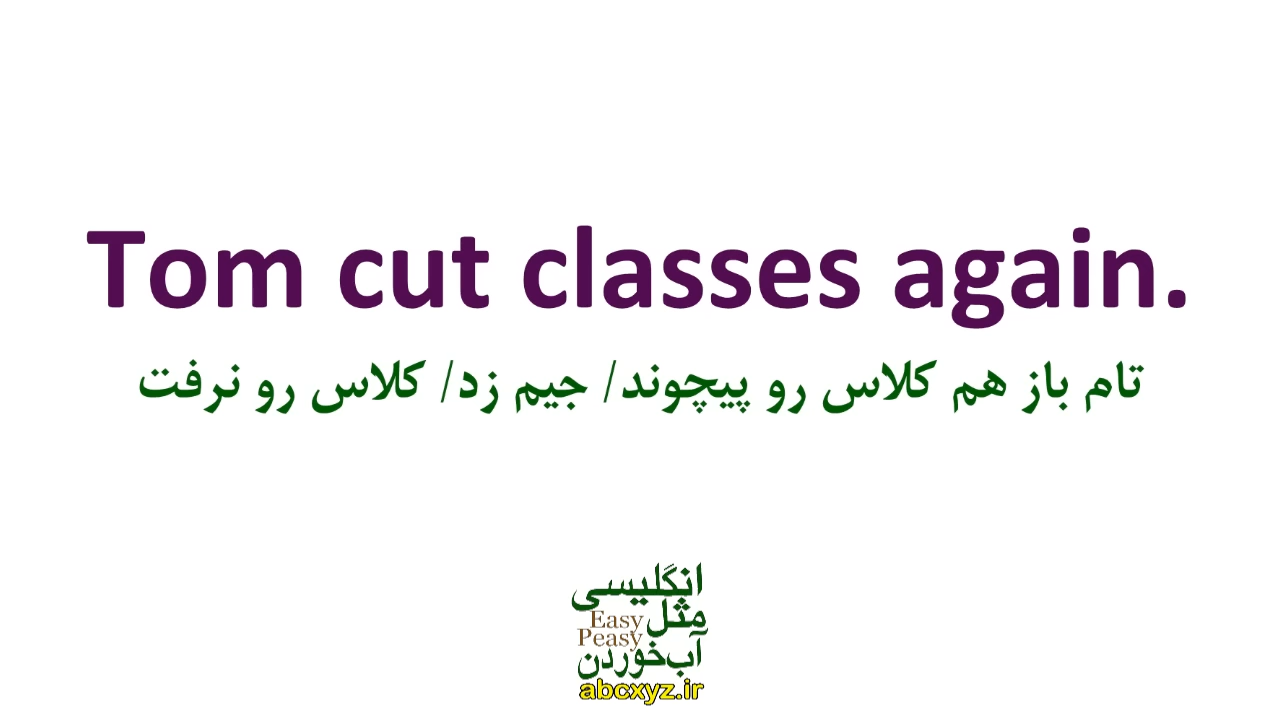 Tom cut classes again.
تام باز هم کلاس رو پیچوند/ جیم زد/ کلاس رو نرفت
انگلیسی
مثل
Easy
Peasy
آب‌خوردن
abcxyz.ir